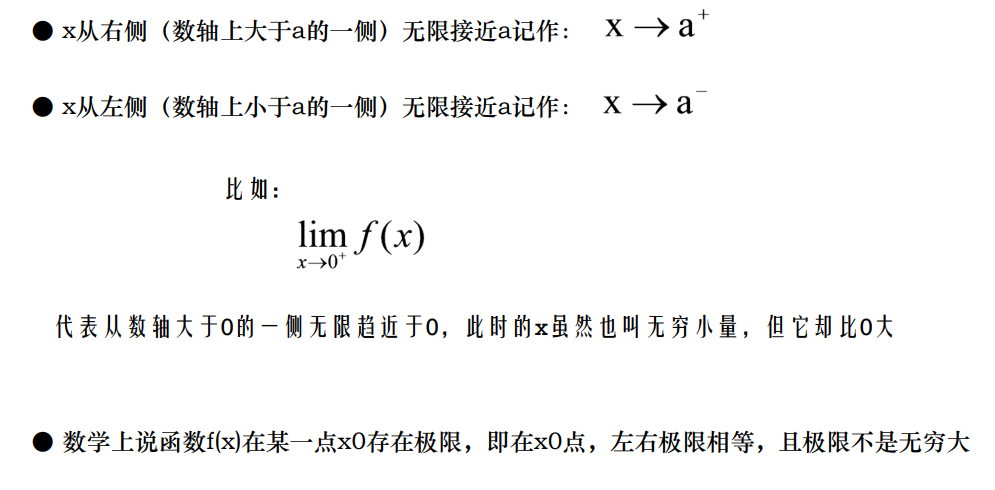 ● x从右侧（数轴上大于a的一侧）无限接近a记作： x → a⁺
● x从左侧（数轴上小于a的一侧）无限接近a记作： x → a⁻
比如：
lim f(x)
x→0⁺
代表从数轴大于0的一侧无限趋近于0，此时的x虽然也叫无穷小量，但它却比0大
● 数学上说函数f(x)在某一点x0存在极限，即在x0点，左右极限相等，且极限不是无穷大